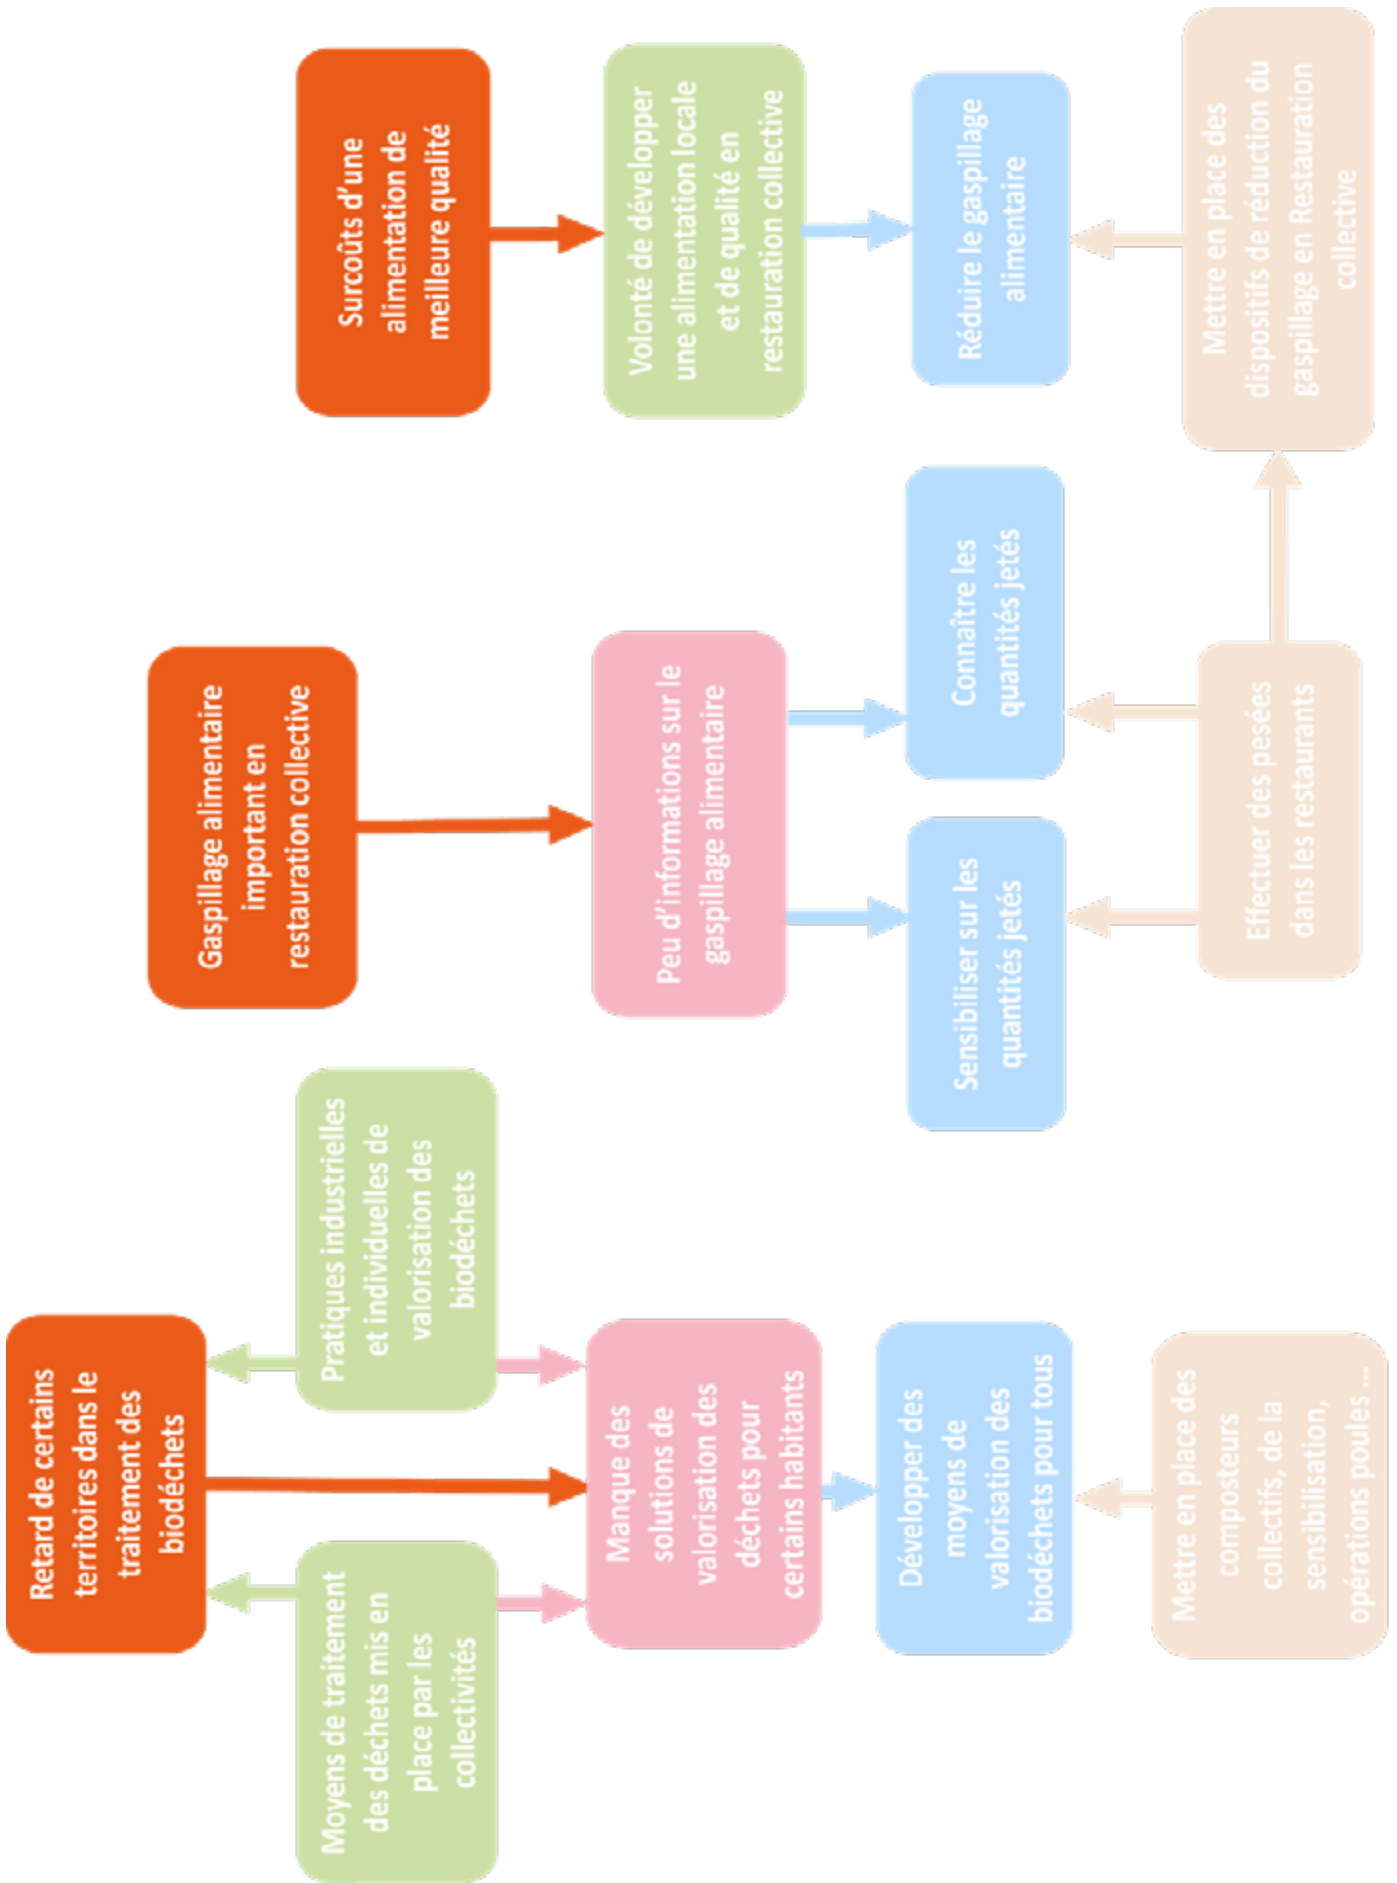 Retard de certains
territoires dans le
traitement des
biodéchets
Moyens de traitement
des déchets mis en
place par les
collectivités
Pratiques industrielles
et individuelles de
valorisation des
biodéchets
Manque des
solutions de
valorisation des
déchets pour
certains habitants
Développer des
moyens de
valorisation des
biodéchets pour tous
Mettre en place des
composteurs
collectifs, de la
sensibilisation,
opérations poules ...
Gaspillage alimentaire
important en
restauration collective
Peu d'informations sur le
gaspillage alimentaire
Sensibiliser sur les
quantités jetés
Connaître les
quantités jetés
Effectuer des pesées
dans les restaurants
Surcoûts d'une
alimentation de
meilleure qualité
Volonté de développer
une alimentation locale
et de qualité en
restauration collective
Réduire le gaspillage
alimentaire
Mettre en place des
dispositifs de réduction du
gaspillage en Restauration
collective